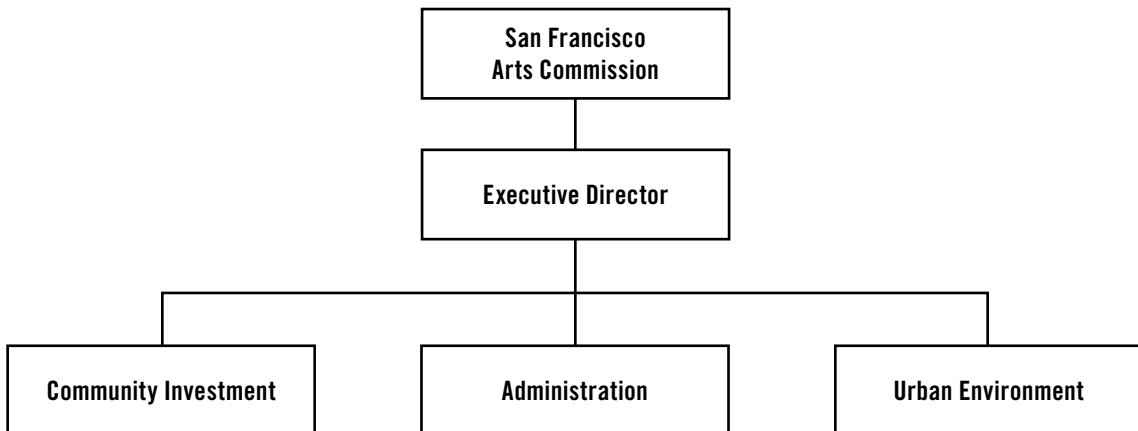 San Francisco
Arts Commission
Executive Director
Community Investment
Administration
Urban Environment